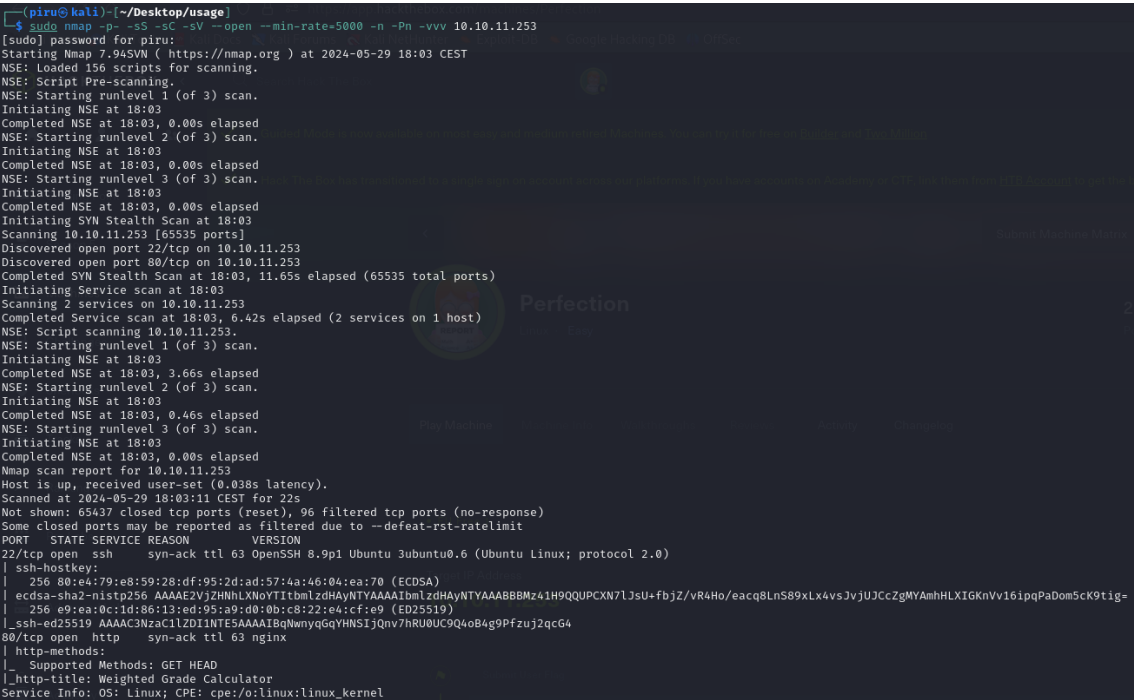 ┌──(piru㉿kali)-[~/Desktop/usage]
└─$ sudo nmap -p- -sS -sC -sV --open --min-rate=5000 -n -Pn -vvv 10.10.11.253
[sudo] password for piru:
Starting Nmap 7.94SVN ( https://nmap.org ) at 2024-05-29 18:03 CEST
NSE: Loaded 156 scripts for scanning.
NSE: Script Pre-scanning.
NSE: Starting runlevel 1 (of 3) scan.
Initiating NSE at 18:03
Completed NSE at 18:03, 0.00s elapsed
NSE: Starting runlevel 2 (of 3) scan.
Initiating NSE at 18:03
Completed NSE at 18:03, 0.00s elapsed
NSE: Starting runlevel 3 (of 3) scan.
Initiating NSE at 18:03
Completed NSE at 18:03, 0.00s elapsed
Initiating SYN Stealth Scan at 18:03
Scanning 10.10.11.253 [65535 ports]
Discovered open port 22/tcp on 10.10.11.253
Discovered open port 80/tcp on 10.10.11.253
Completed SYN Stealth Scan at 18:03, 11.65s elapsed (65535 total ports)
Initiating Service scan at 18:03
Scanning 2 services on 10.10.11.253
Perfection
Completed Service scan at 18:03, 6.42s elapsed (2 services on 1 host)
NSE: Script scanning 10.10.11.253.
NSE: Starting runlevel 1 (of 3) scan.
Initiating NSE at 18:03
Completed NSE at 18:03, 3.66s elapsed
NSE: Starting runlevel 2 (of 3) scan.
Initiating NSE at 18:03
Completed NSE at 18:03, 0.46s elapsed
NSE: Starting runlevel 3 (of 3) scan.
Initiating NSE at 18:03
Play Machine
Completed NSE at 18:03, 0.00s elapsed
Nmap scan report for 10.10.11.253
Host is up, received user-set (0.038s latency).
Scanned at 2024-05-29 18:03:11 CEST for 22s
Not shown: 65437 closed tcp ports (reset), 96 filtered tcp ports (no-response)
Some closed ports may be reported as filtered due to --defeat-rst-ratelimit
PORT   STATE SERVICE REASON         VERSION
22/tcp open  ssh     syn-ack ttl 63 OpenSSH 8.9p1 Ubuntu 3ubuntu0.6 (Ubuntu Linux; protocol 2.0)
| ssh-hostkey:
|   256 80:e4:79:e8:59:28:df:95:2d:ad:57:4a:46:04:ea:70 (ECDSA)
| ecdsa-sha2-nistp256 AAAAE2VjZHNhLXNoYTItbmlzdHAyNTYAAAAIbmlzdHAyNTYAAABBBMz41H9QQUPCXN7lJsU+fbjZ/vR4Ho/eacq8LnS89xLx4vsJvjUJCcZgMYAmhHLXIGKnVv16ipqPaDom5cK9tig=
|   256 e9:ea:0c:1d:86:13:ed:95:a9:d0:0b:c8:22:e4:cf:e9 (ED25519)
|_ssh-ed25519 AAAAC3NzaC1lZDI1NTE5AAAAIBqNwnyqGqYHNSIjQnv7hRU0UC9Q4oB4g9Pfzuj2qcG4
80/tcp open  http    syn-ack ttl 63 nginx
| http-methods:
|_  Supported Methods: GET HEAD
|_http-title: Weighted Grade Calculator
Service Info: OS: Linux; CPE: cpe:/o:linux:linux_kernel